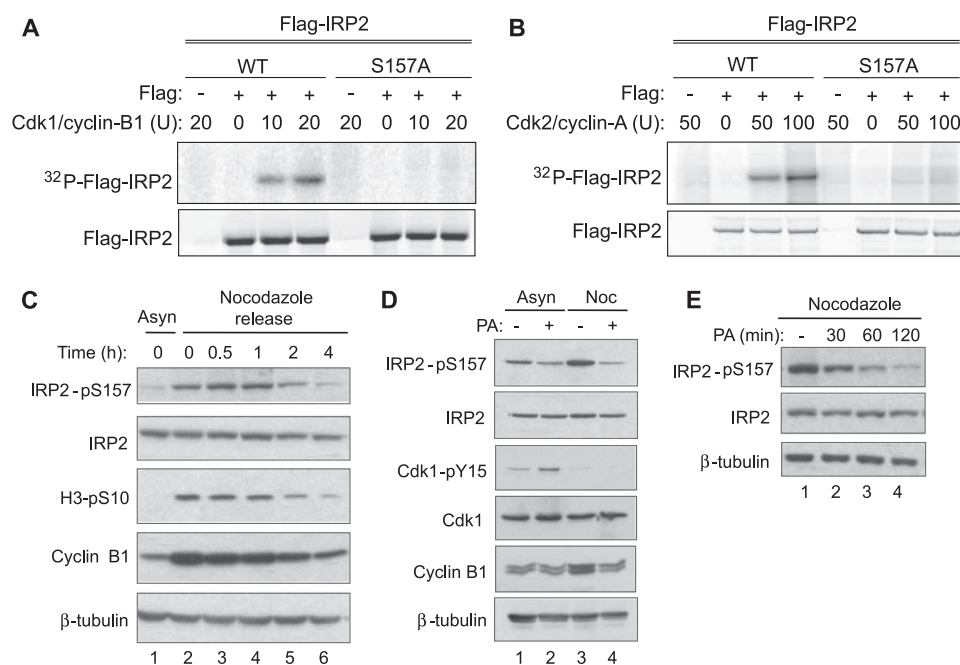 A
Flag-IRP2
WT S157A
Flag: - + + + - + + +
Cdk1/cyclin-B1 (U) 20 0 10 20 20 0 10 20
32P-Flag-IRP2
Flag-IRP2
B
Flag-IRP2
WT S157A
Flag: - + + + - + + +
Cdk2/cyclin-A (U) 50 0 50 100 50 0 50 100
32P-Flag-IRP2
Flag-IRP2
C
Asyn Nocodazole release
Time (h): 0 0 0.5 1 2 4
IRP2-pS157
IRP2
H3-pS10
Cyclin B1
β-tubulin
1 2 3 4 5 6
D
Asyn Noc
PA: - + - +
IRP2-pS157
IRP2
Cdk1-pY15
Cdk1
Cyclin B1
β-tubulin
1 2 3 4
E
Nocodazole
PA (min): - 30 60 120
IRP2-pS157
IRP2
β-tubulin
1 2 3 4